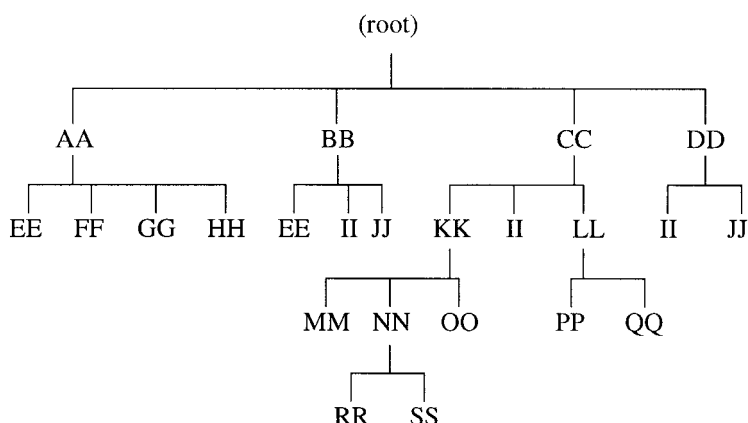 (root)
AA BB CC DD
EE FF GG HH EE II JJ KK II LL II JJ
MM NN OO PP QQ
RR SS